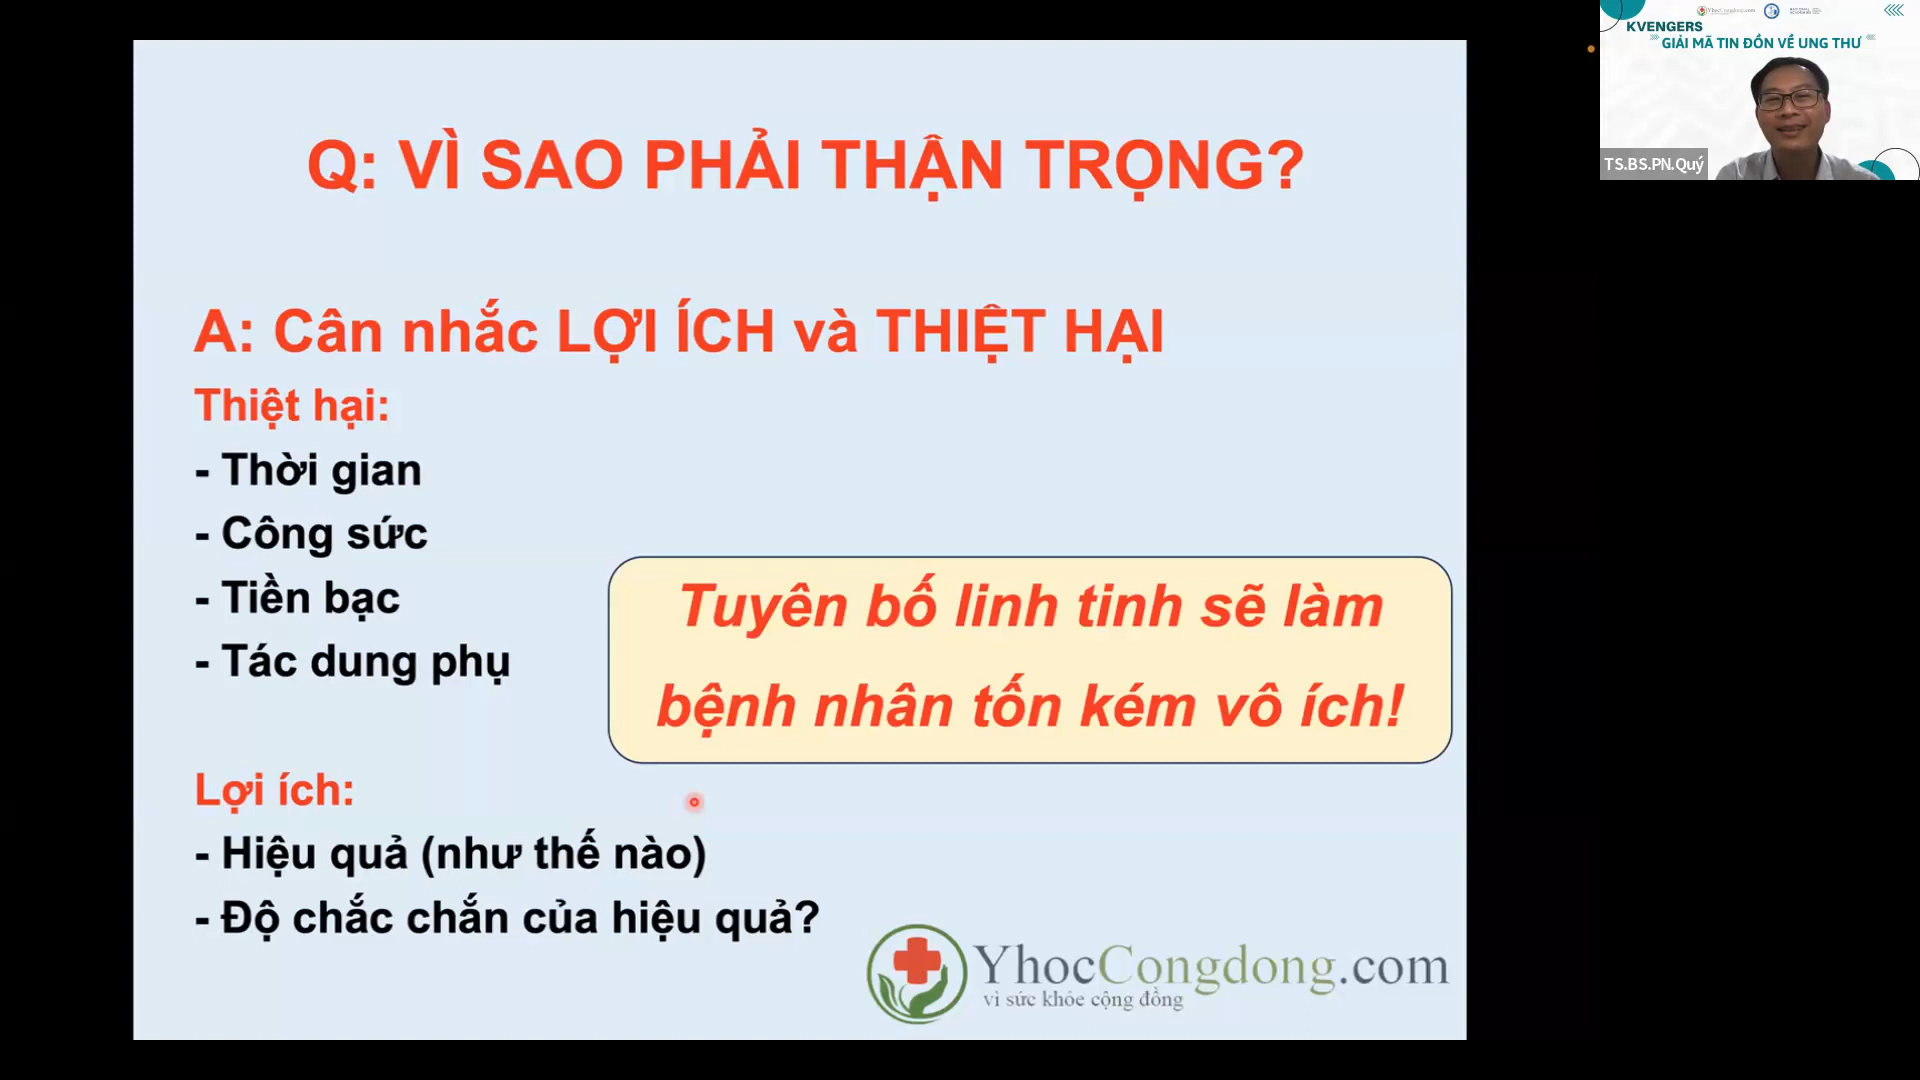 KVENGERS
GIẢI MÃ TIN ĐỒN VỀ UNG THƯ
TS.BS.PN.Quý
Q: VÌ SAO PHẢI THẬN TRỌNG?
A: Cân nhắc LỢI ÍCH và THIỆT HẠI
Thiệt hại:
- Thời gian
- Công sức
- Tiền bạc
- Tác dung phụ
Tuyên bố linh tinh sẽ làm
bệnh nhân tốn kém vô ích!
Lợi ích:
- Hiệu quả (như thế nào)
- Độ chắc chắn của hiệu quả?
YhocCongdong.com
vì sức khỏe cộng đồng